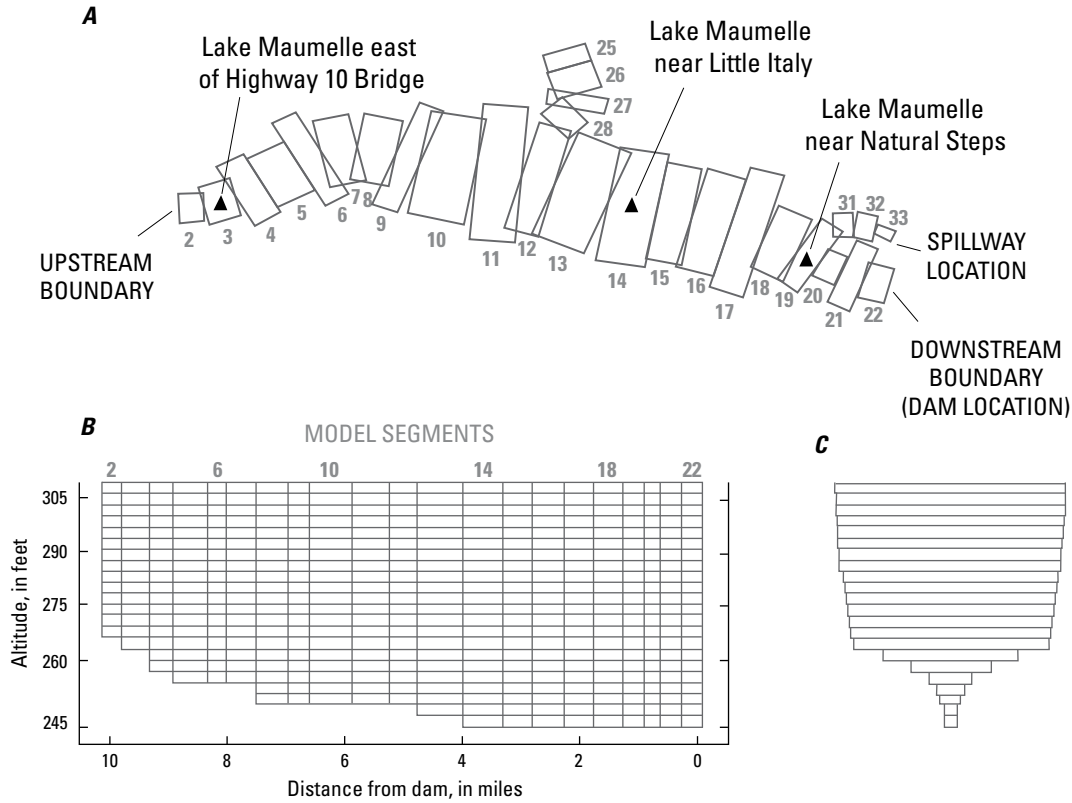 A
Lake Maumelle east
of Highway 10 Bridge
Lake Maumelle
near Little Italy
Lake Maumelle
near Natural Steps
25
26
27
28
31
32
33
2
3
4
5
6
7
8
9
10
11
12
13
14
15
16
17
18
19
20
21
22
UPSTREAM
BOUNDARY
SPILLWAY
LOCATION
DOWNSTREAM
BOUNDARY
(DAM LOCATION)
B
MODEL SEGMENTS
2 6 10 14 18 22
305
290
275
260
245
Altitude, in feet
10 8 6 4 2 0
Distance from dam, in miles
C